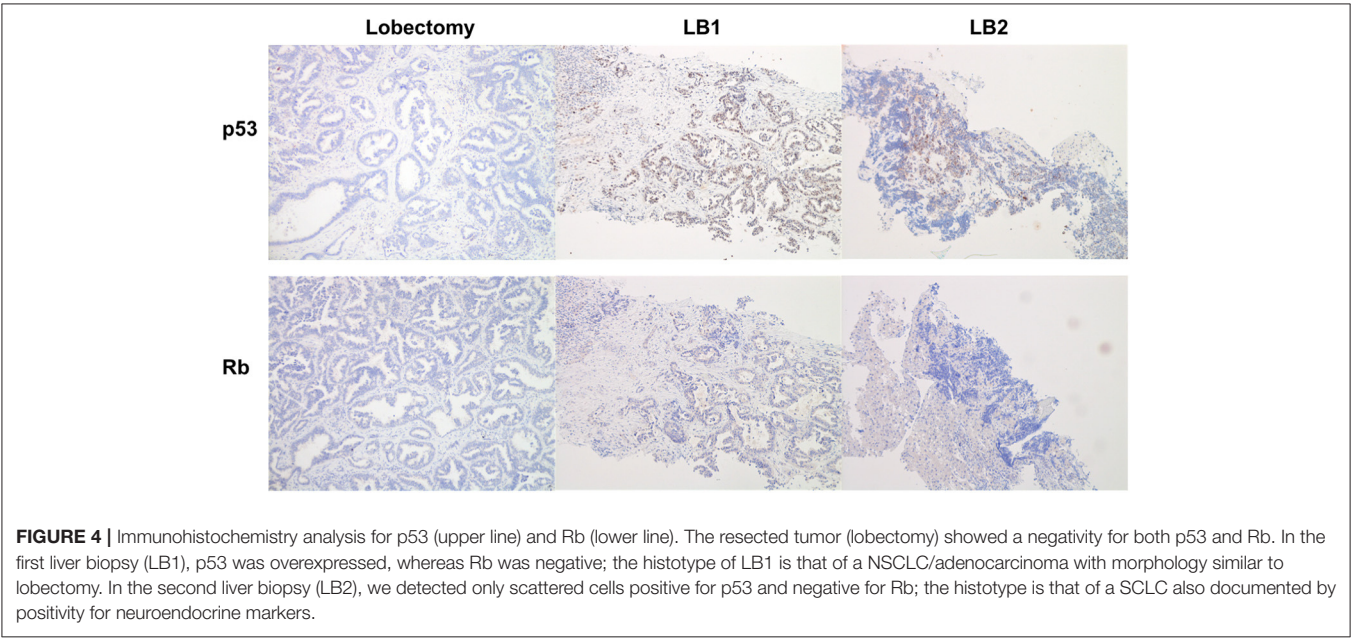 Lobectomy LB1 LB2
p53
Rb
FIGURE 4 | Immunohistochemistry analysis for p53 (upper line) and Rb (lower line). The resected tumor (lobectomy) showed a negativity for both p53 and Rb. In the
first liver biopsy (LB1), p53 was overexpressed, whereas Rb was negative; the histotype of LB1 is that of a NSCLC/adenocarcinoma with morphology similar to
lobectomy. In the second liver biopsy (LB2), we detected only scattered cells positive for p53 and negative for Rb; the histotype is that of a SCLC also documented by
positivity for neuroendocrine markers.